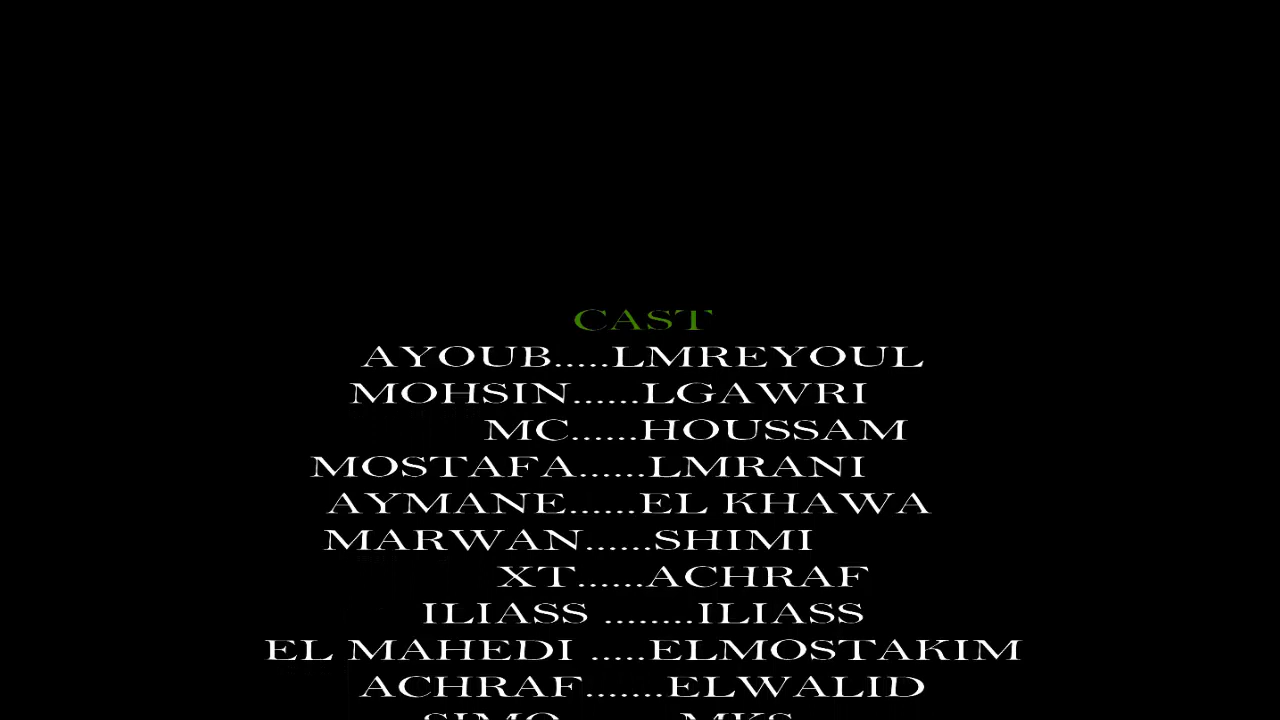 CAST
AYOUB.....LMREYOUL
MOHSIN......LGAWRI
MC......HOUSSAM
MOSTAFA......LMRANI
AYMANE......EL KHAWA
MARWAN......SHIMI
XT......ACHRAF
ILIASS ........ILIASS
EL MAHEDI .....ELMOSTAKIM
ACHRAF.......ELWALID